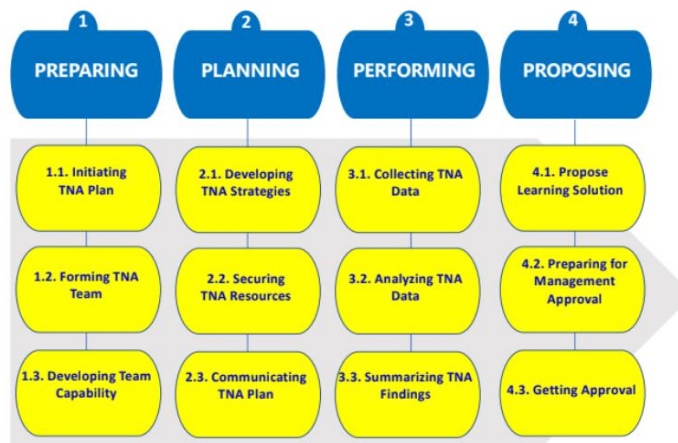 1
PREPARING
2
PLANNING
3
PERFORMING
4
PROPOSING
1.1. Initiating
TNA Plan
2.1. Developing
TNA Strategies
3.1. Collecting TNA
Data
4.1. Propose
Learning Solution
1.2. Forming TNA
Team
2.2. Securing
TNA Resources
3.2. Analyzing TNA
Data
4.2. Preparing for
Management
Approval
1.3. Developing Team
Capability
2.3. Communicating
TNA Plan
3.3. Summarizing TNA
Findings
4.3. Getting Approval